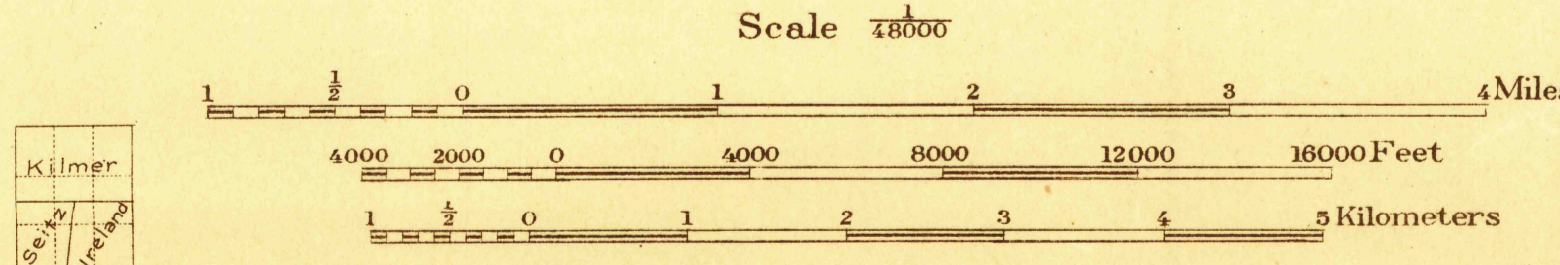 Scale 1/48000
1 1/2 0 1 2 3 4 Miles
4000 2000 0 4000 8000 12000 16000 Feet
1 1/2 0 1 2 3 4 5 Kilometers
Kilmer
Seitz
Ireland